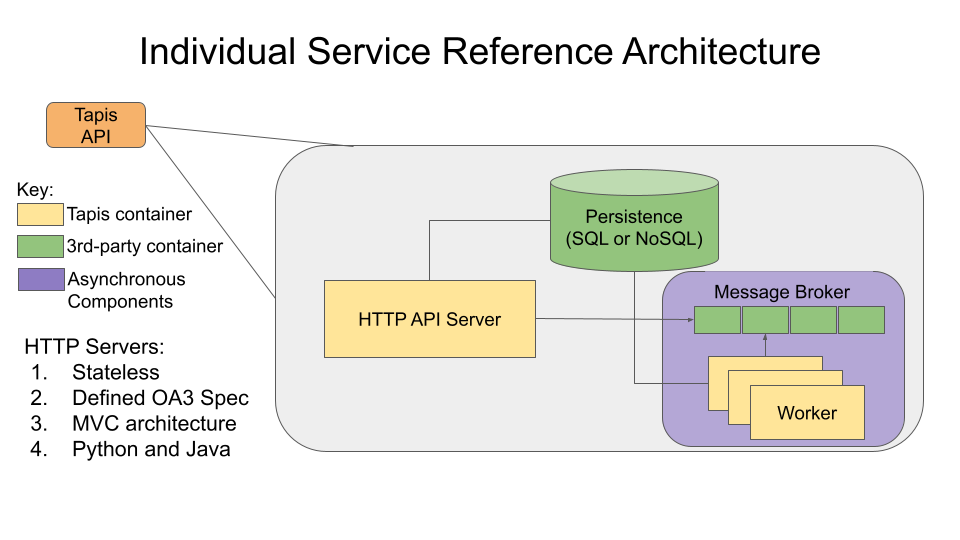 Individual Service Reference Architecture
Tapis
API
Key:
Tapis container
3rd-party container
Asynchronous
Components
HTTP Servers:
1. Stateless
2. Defined OA3 Spec
3. MVC architecture
4. Python and Java
Persistence
(SQL or NoSQL)
HTTP API Server
Message Broker
Worker